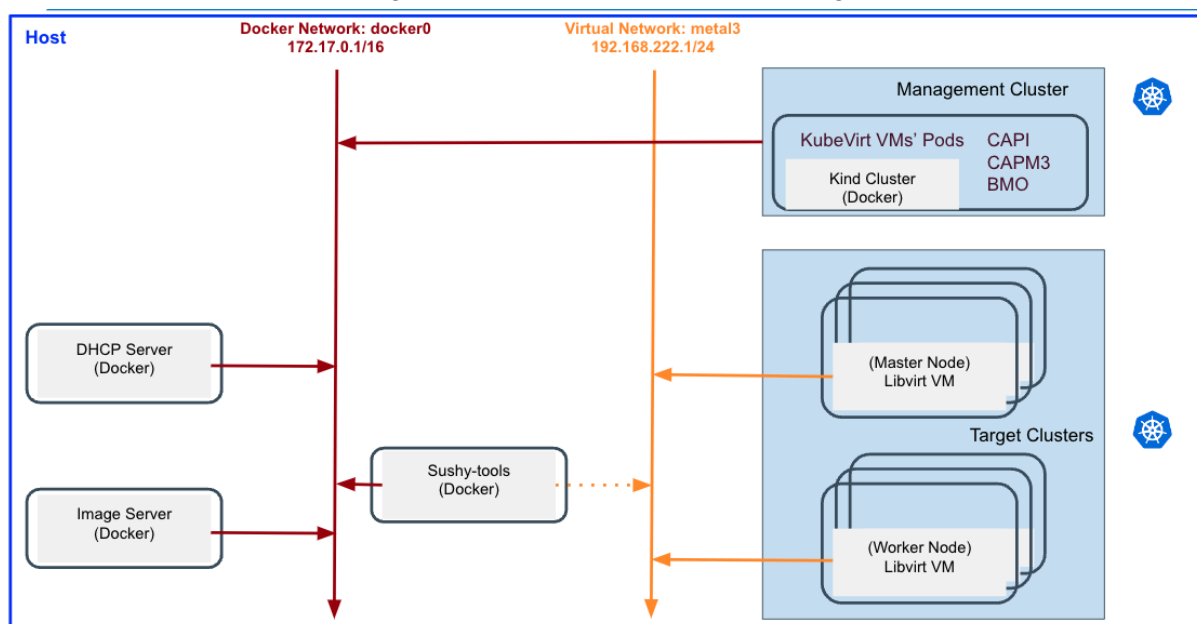 Host
Docker Network: docker0
172.17.0.1/16
Virtual Network: metal3
192.168.222.1/24
Management Cluster
KubeVirt VMs' Pods
CAPI
CAPM3
BMO
Kind Cluster
(Docker)
DHCP Server
(Docker)
(Master Node)
Libvirt VM
Target Clusters
Sushy-tools
(Docker)
Image Server
(Docker)
(Worker Node)
Libvirt VM